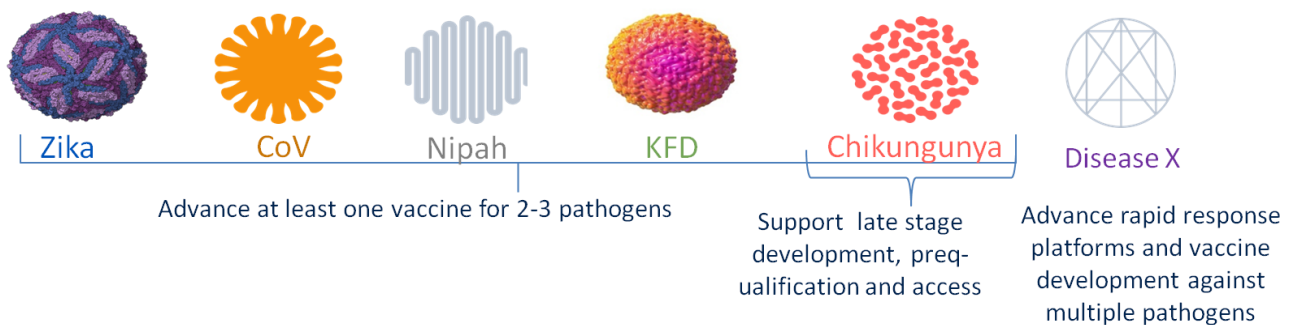 Zika
CoV
Nipah
KFD
Chikungunya
Disease X
Advance at least one vaccine for 2-3 pathogens
Support late stage
development, preq-
ualification and access
Advance rapid response
platforms and vaccine
development against
multiple pathogens